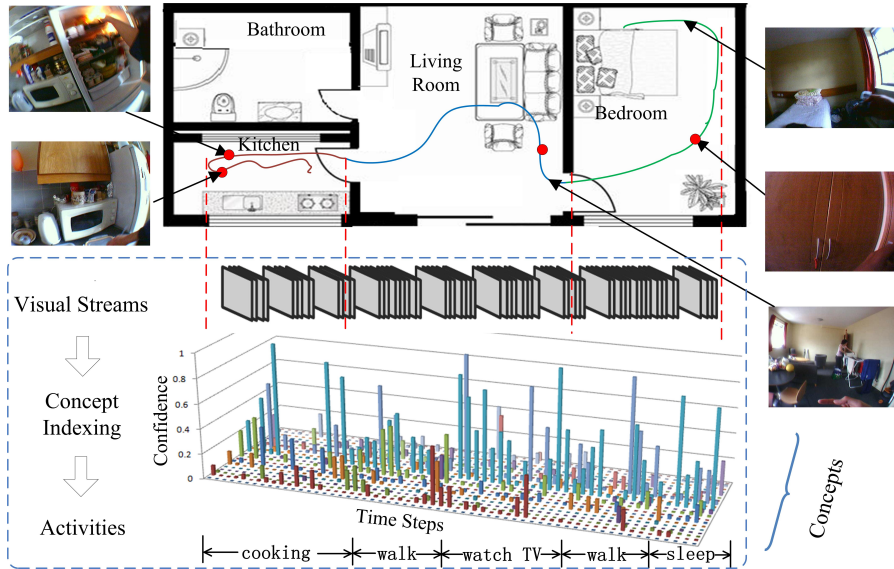 Bathroom
Living
Room
Bedroom
Kitchen
Visual Streams
Concept
Indexing
Activities
Confidence
1
0.8
0.6
0.4
0.2
0
Time Steps
Concepts
cooking
walk
watch TV
walk
sleep